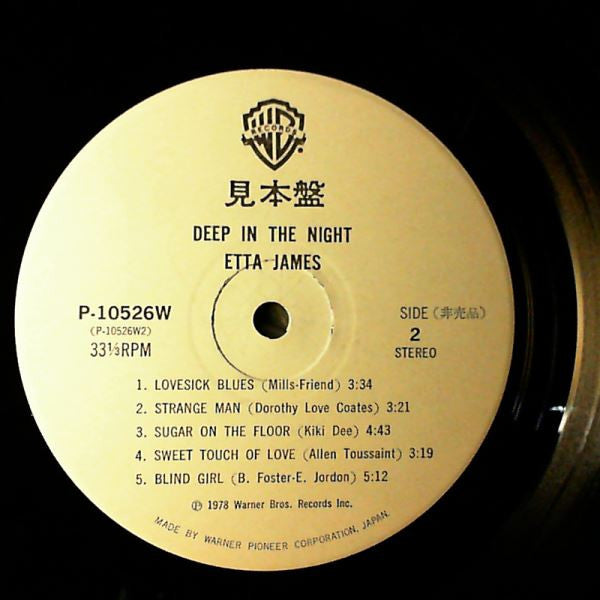 RECORDS
見本盤
DEEP IN THE NIGHT
ETTA JAMES
P-10526W
(P-10526W2)
33⅓RPM
SIDE (非売品)
2
STEREO
1. LOVESICK BLUES (Mills-Friend) 3:34
2. STRANGE MAN (Dorothy Love Coates) 3:21
3. SUGAR ON THE FLOOR (Kiki Dee) 4:43
4. SWEET TOUCH OF LOVE (Allen Toussaint) 3:19
5. BLIND GIRL (B. Foster-E. Jordon) 5:12
Ⓟ 1978 Warner Bros. Records Inc.
MADE BY WARNER PIONEER CORPORATION, JAPAN.